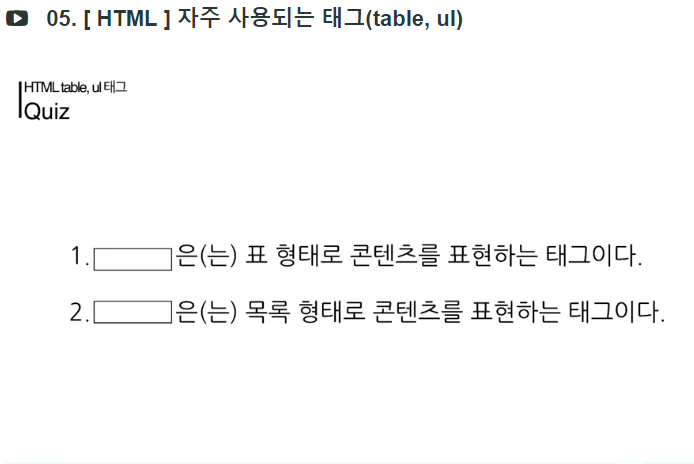 05. [ HTML ] 자주 사용되는 태그(table, ul)
HTML table, ul 태그
Quiz
1. 은(는) 표 형태로 콘텐츠를 표현하는 태그이다.
2. 은(는) 목록 형태로 콘텐츠를 표현하는 태그이다.